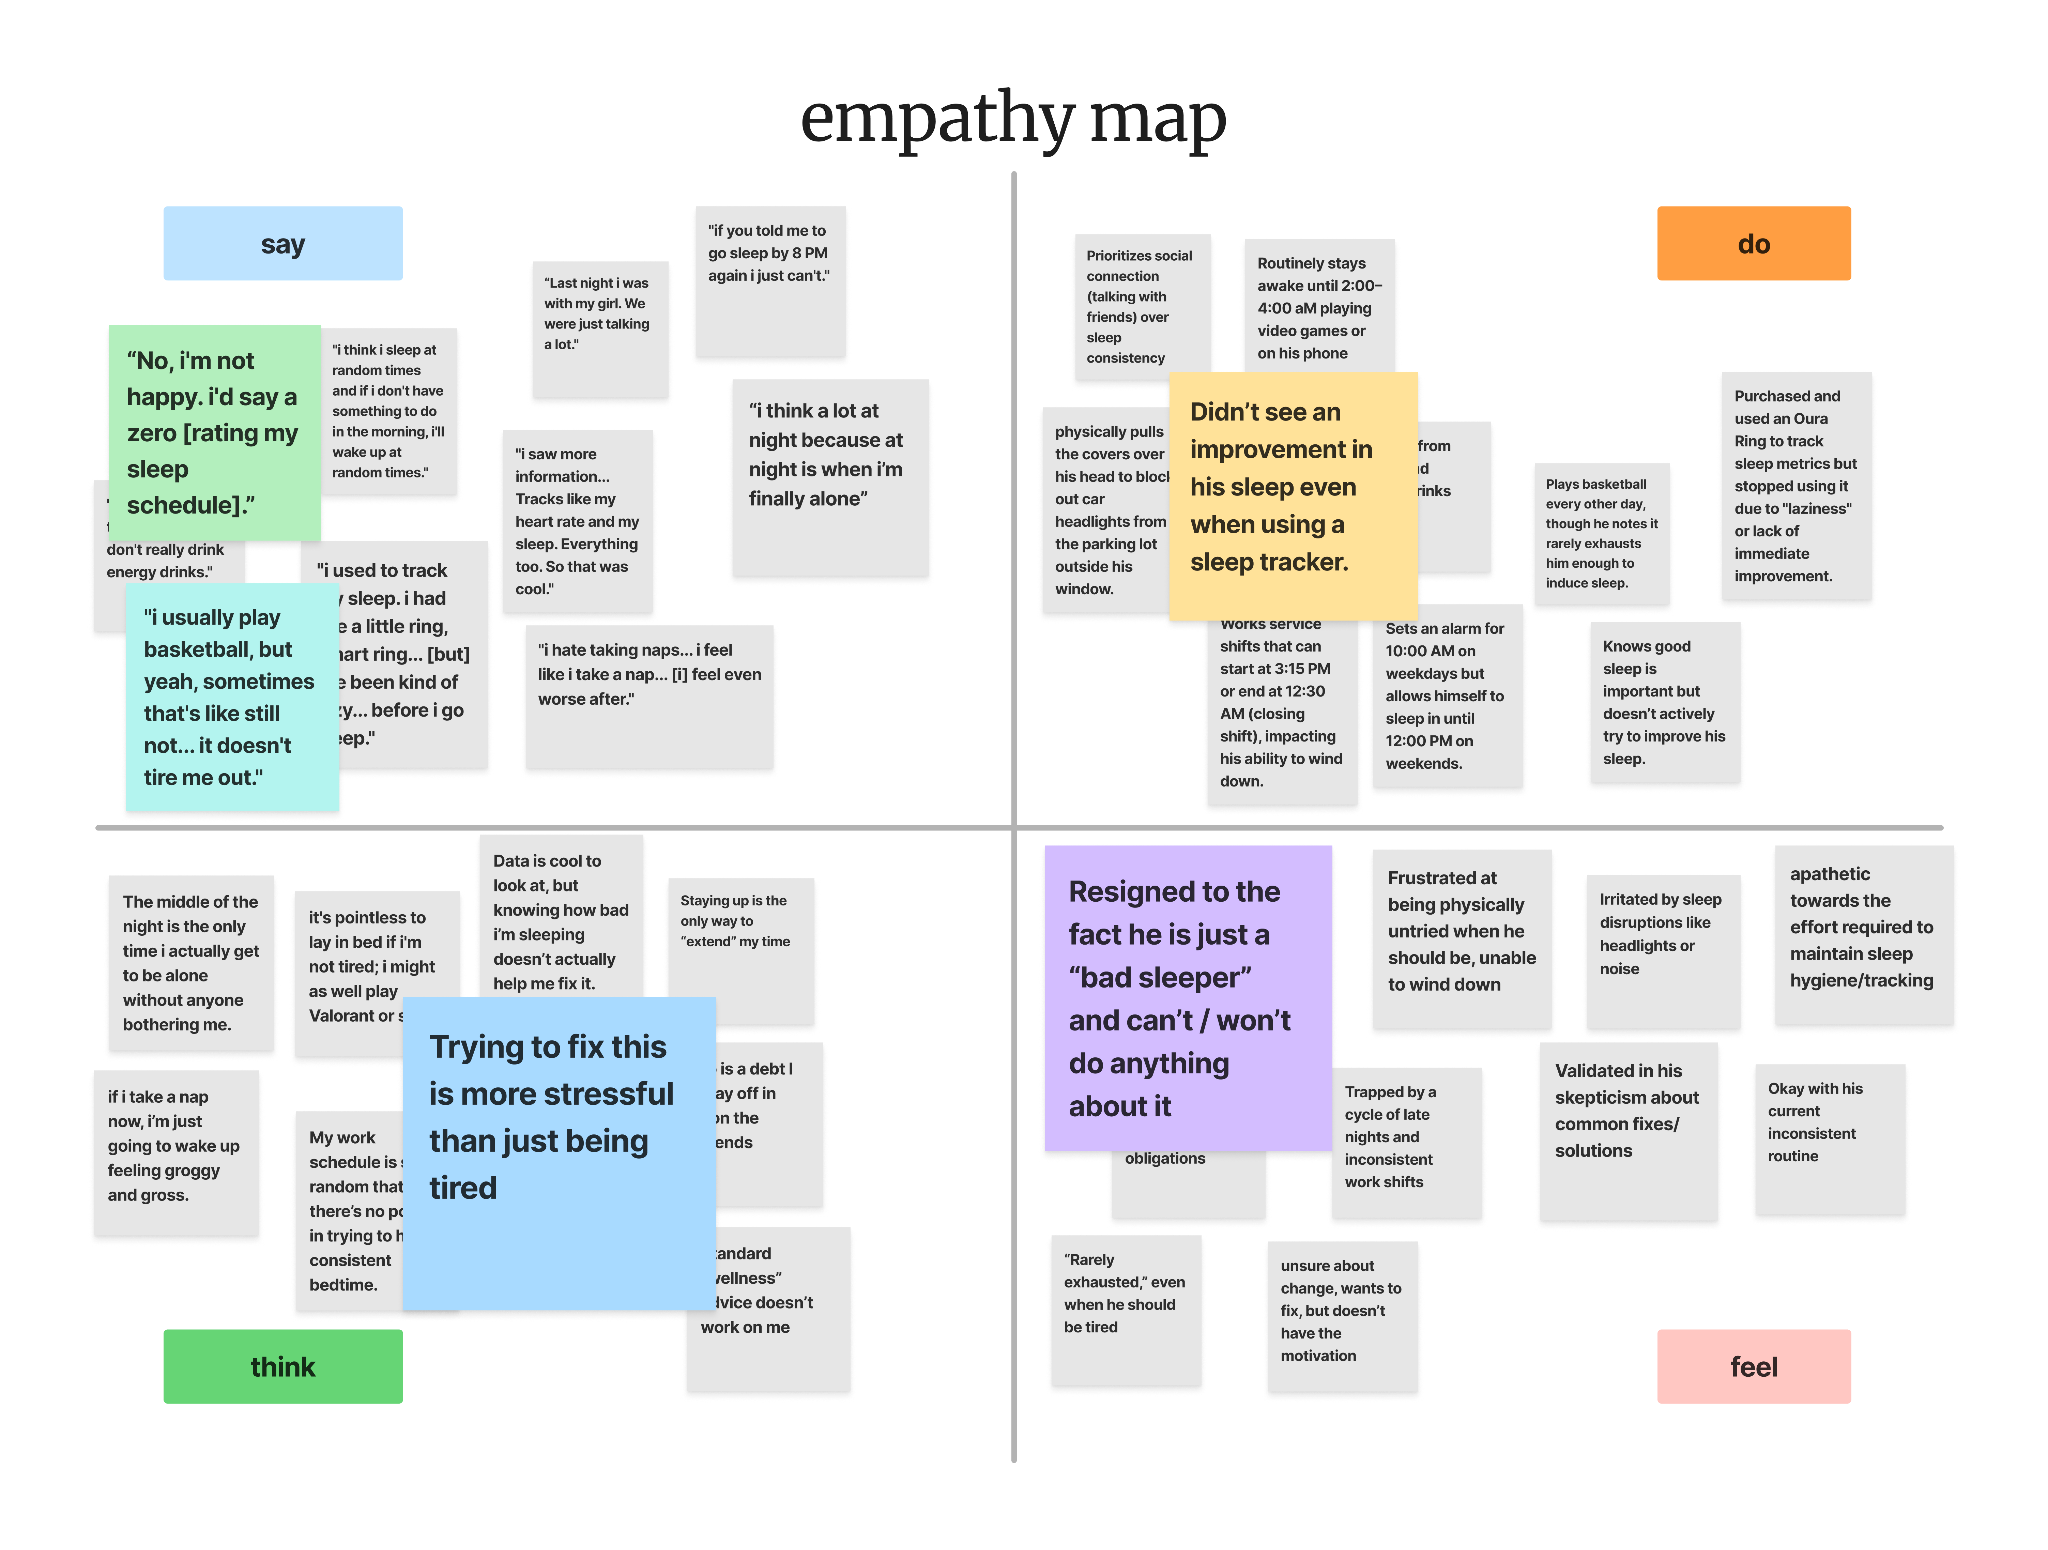 empathy map
say
"if you told me to
go sleep by 8 PM
again i just can't."
“Last night i was
with my girl. We
were just talking
a lot."
“No, i'm not
happy. i'd say a
zero [rating my
sleep
schedule].”
"i think i sleep at
random times
and if i don't have
something to do
in the morning, i'll
wake up at
random times."
“i think a lot at
night because at
night is when i’m
finally alone”
"i saw more
information...
Tracks like my
heart rate and my
sleep. Everything
too. So that was
cool."
don't really drink
energy drinks."
"i used to track
sleep. i had
a little ring,
ring... [but]
been kind of
before i go
"i usually play
basketball, but
yeah, sometimes
that's like still
not... it doesn't
tire me out."
"i hate taking naps... i feel
like i take a nap... [i] feel even
worse after."
do
Prioritizes social
connection
(talking with
friends) over
sleep
consistency
Routinely stays
awake until 2:00–
4:00 aM playing
video games or
on his phone
physically pulls
the covers over
his head to block
out car
headlights from
the parking lot
outside his
window.
Didn’t see an
improvement in
his sleep even
when using a
sleep tracker.
from
Plays basketball
every other day,
though he notes it
rarely exhausts
him enough to
induce sleep.
Purchased and
used an Oura
Ring to track
sleep metrics but
stopped using it
due to "laziness"
or lack of
immediate
improvement.
Works service
shifts that can
start at 3:15 PM
or end at 12:30
AM (closing
shift), impacting
his ability to wind
down.
Sets an alarm for
10:00 AM on
weekdays but
allows himself to
sleep in until
12:00 PM on
weekends.
Knows good
sleep is
important but
doesn’t actively
try to improve his
sleep.
The middle of the
night is the only
time i actually get
to be alone
without anyone
bothering me.
it's pointless to
lay in bed if i'm
not tired; i might
as well play
Valorant or
Data is cool to
look at, but
knowing how bad
i’m sleeping
doesn’t actually
help me fix it.
Staying up is the
only way to
“extend” my time
Trying to fix this
is more stressful
than just being
tired
is a debt I
off in
the
if i take a nap
now, i’m just
going to wake up
feeling groggy
and gross.
My work
schedule is
random that
there’s no
in trying to
consistent
bedtime.
doesn’t
work on me
think
Resigned to the
fact he is just a
“bad sleeper”
and can’t / won’t
do anything
about it
Frustrated at
being physically
untried when he
should be, unable
to wind down
Irritated by sleep
disruptions like
headlights or
noise
apathetic
towards the
effort required to
maintain sleep
hygiene/tracking
obligations
Trapped by a
cycle of late
nights and
inconsistent
work shifts
Validated in his
skepticism about
common fixes/
solutions
Okay with his
current
inconsistent
routine
“Rarely
exhausted,” even
when he should
be tired
unsure about
change, wants to
fix, but doesn’t
have the
motivation
feel